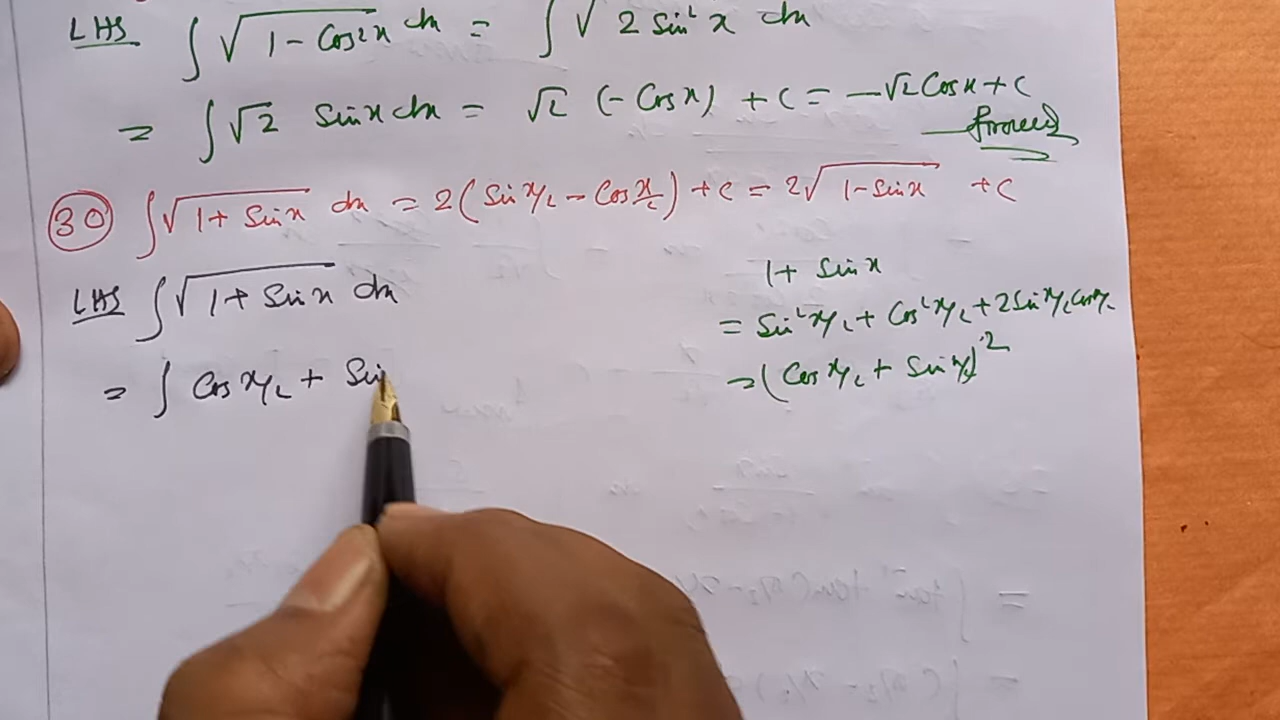 LHS ∫√1-Cos2x dx = ∫√2 Sin²x dx
= ∫√2 Sinx dx = √2 (-Cosx) + C = -√2 Cosx + C
Proved
30 ∫√1+Sinx dx = 2(Sin x/2 - Cos x/2) + C = 2√1-Sinx + C
LHS ∫√1+Sinx dx
= ∫ Cos x/2 + Sin
1+ Sinx
= Sin²x/2 + Cos²x/2 + 2Sin x/2 Cos x/2
= (Cos x/2 + Sin x/2)²